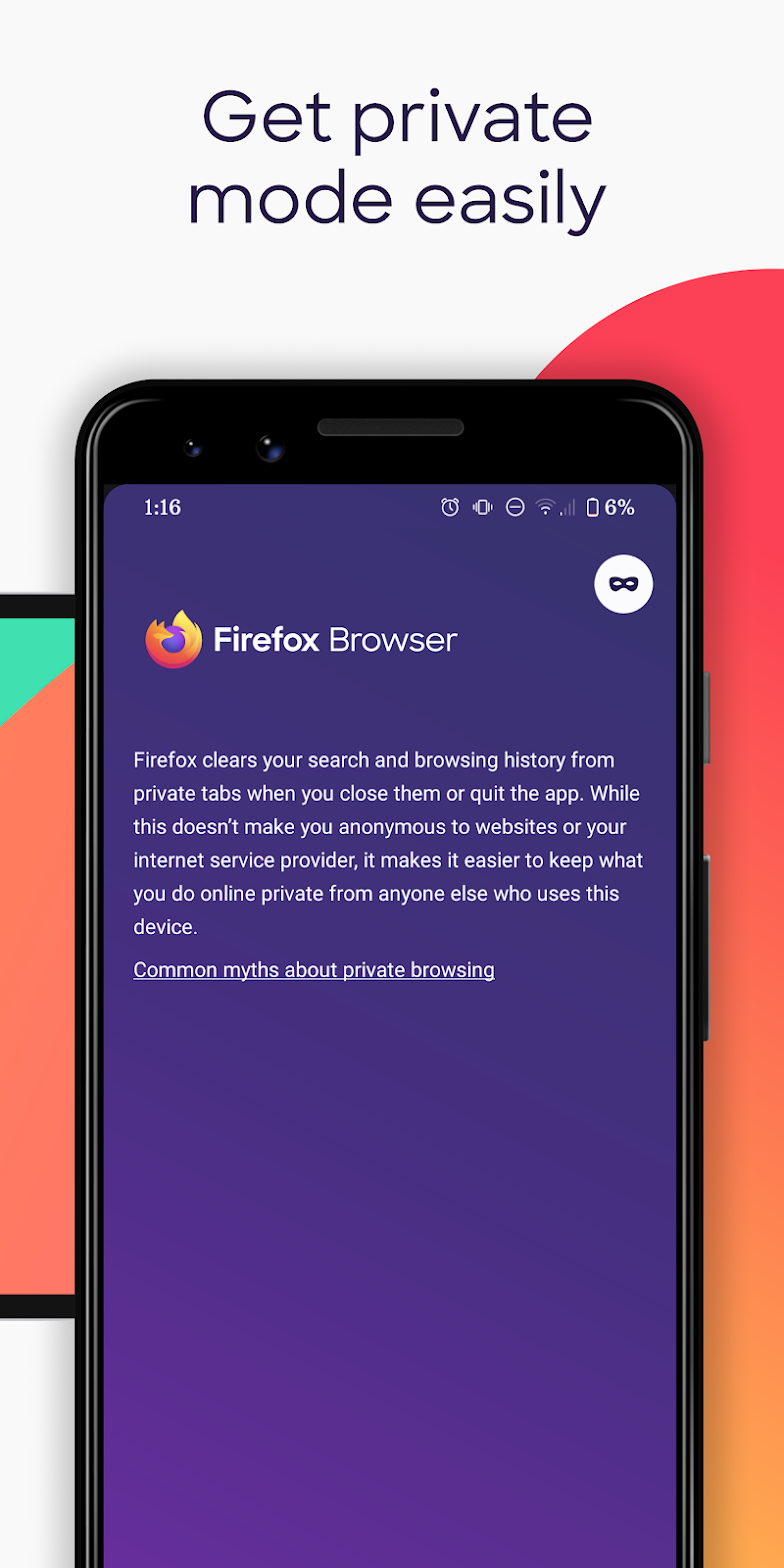 Get private
mode easily
1:16
6%
Firefox Browser
Firefox clears your search and browsing history from
private tabs when you close them or quit the app. While
this doesn’t make you anonymous to websites or your
internet service provider, it makes it easier to keep what
you do online private from anyone else who uses this
device.
Common myths about private browsing